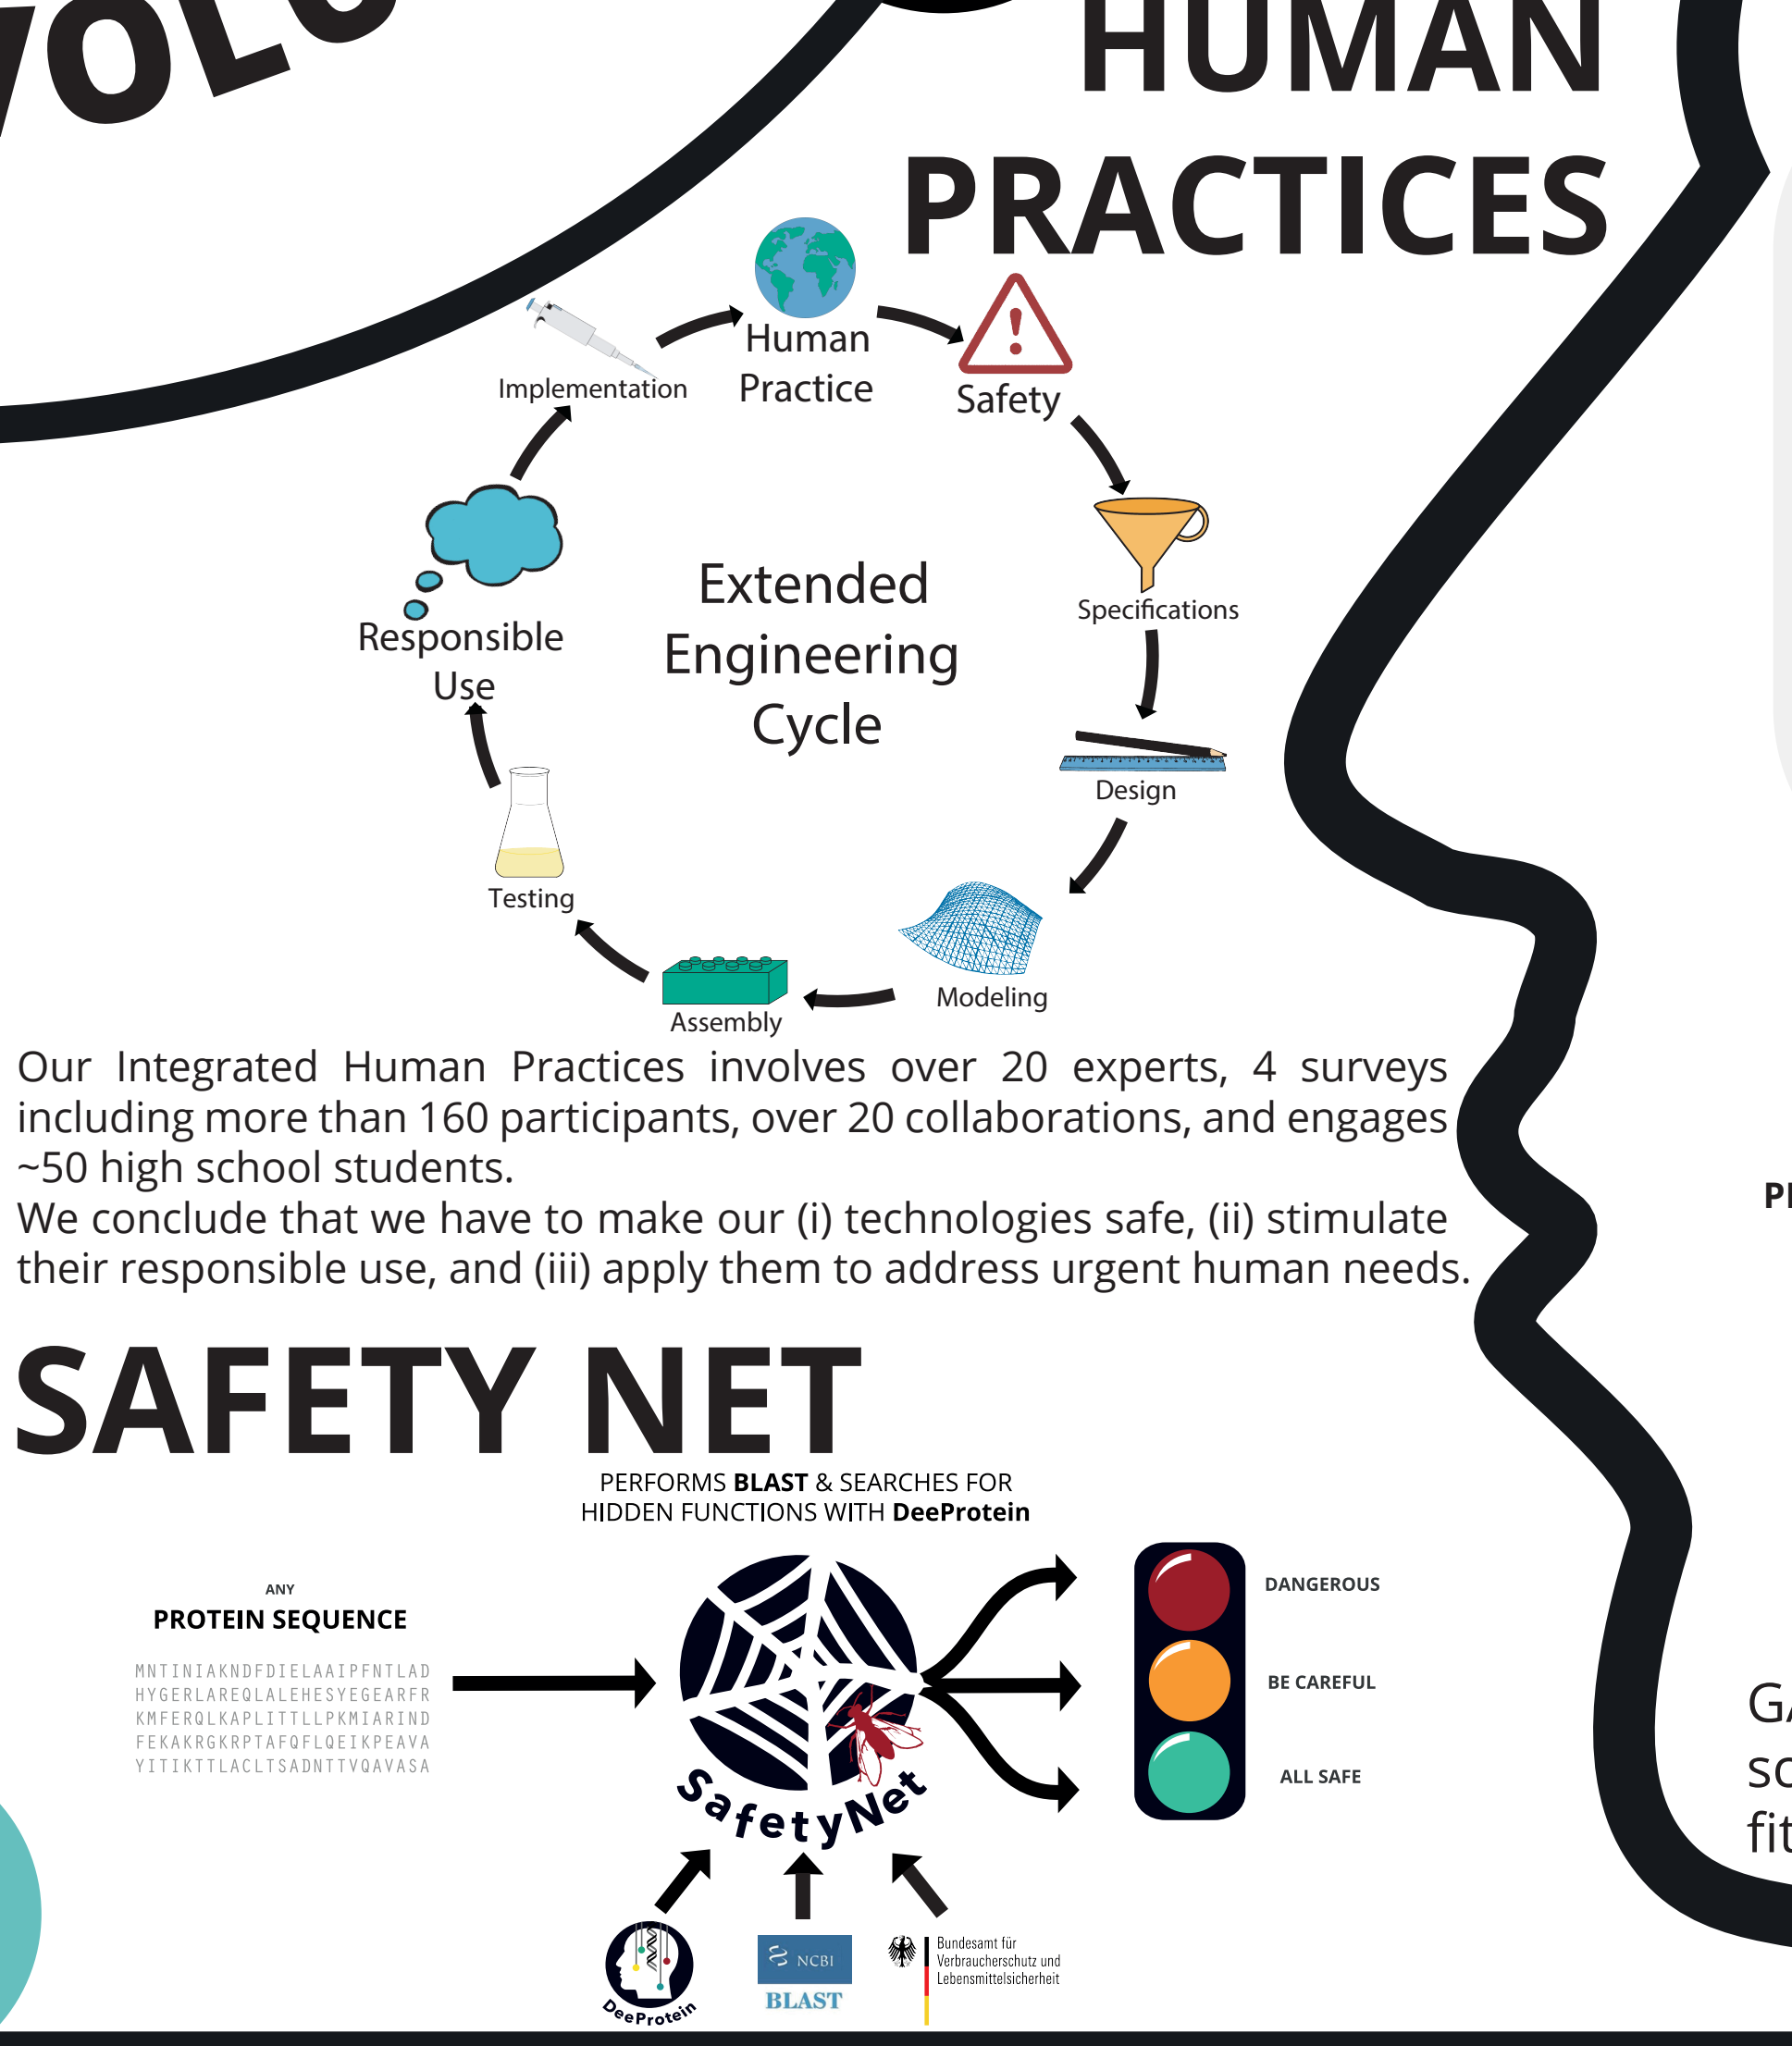 HUMAN
PRACTICES
Human
Practice
Safety
Implementation
Specifications
Responsible
Use
Extended
Engineering
Cycle
Design
Testing
Modeling
Assembly
Our Integrated Human Practices involves over 20 experts, 4 surveys
including more than 160 participants, over 20 collaborations, and engages
~50 high school students.
We conclude that we have to make our (i) technologies safe, (ii) stimulate
their responsible use, and (iii) apply them to address urgent human needs.
SAFETY NET
PERFORMS BLAST & SEARCHES FOR
HIDDEN FUNCTIONS WITH DeeProtein
ANY
PROTEIN SEQUENCE
MNTINIAKNDFDIELAAIPFNTLAD
HYGERLAREQLALEHESYEGEARFR
KMFERQLKAPLITTLLPKMIARIND
FEKAKRGKRPTAFQFLQEIKPEAVA
YITIKTTLACLTSADNTTVQAVASA
DANGEROUS
BE CAREFUL
ALL SAFE
SafetyNet
DeeProtein
NCBI
BLAST
Bundesamt für
Verbraucherschutz und
Lebensmittelsicherheit